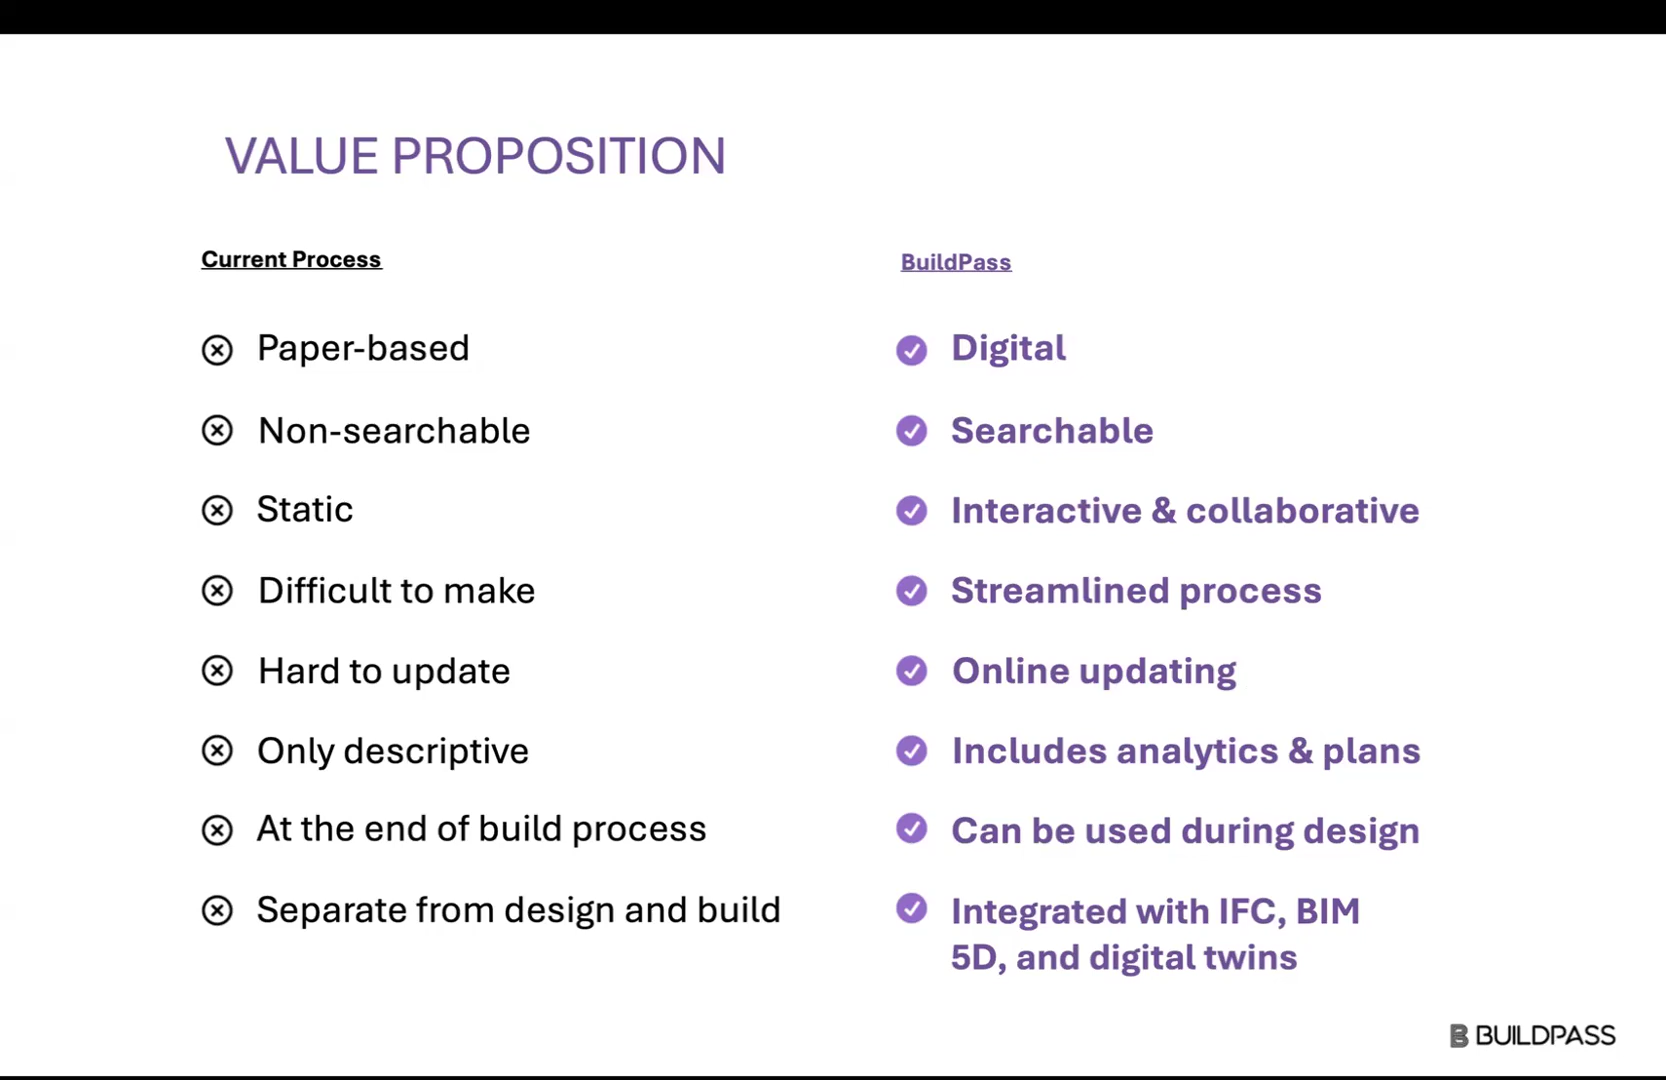 VALUE PROPOSITION
Current Process
BuildPass
Paper-based
Digital
Non-searchable
Searchable
Static
Interactive & collaborative
Difficult to make
Streamlined process
Hard to update
Online updating
Only descriptive
Includes analytics & plans
At the end of build process
Can be used during design
Separate from design and build
Integrated with IFC, BIM
5D, and digital twins
BUILDPASS